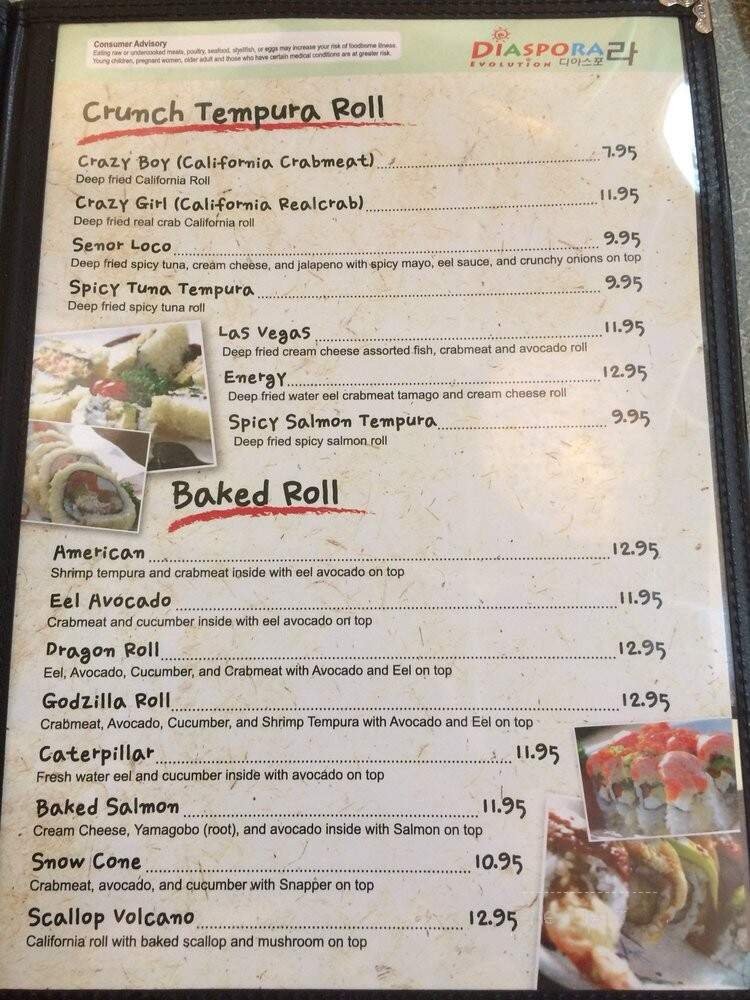 Consumer Advisory
Eating raw or undercooked meats, poultry, seafood, shellfish, or eggs may increase your risk of foodborne illness.
Young children, pregnant women, older adult and those who have certain medical conditions are at greater risk.
DIASPORA라
EVOLUTION 디아스포
Crunch Tempura Roll
Crazy Boy (California Crabmeat) 7.95
Deep fried California Roll
Crazy Girl (California Realcrab) 11.95
Deep fried real crab California roll
Senor Loco 9.95
Deep fried spicy tuna, cream cheese, and jalapeno with spicy mayo, eel sauce, and crunchy onions on top
Spicy Tuna Tempura 9.95
Deep fried spicy tuna roll
Las Vegas 11.95
Deep fried cream cheese assorted fish, crabmeat and avocado roll
Energy 12.95
Deep fried water eel crabmeat tamago and cream cheese roll
Spicy Salmon Tempura 9.95
Deep fried spicy salmon roll
Baked Roll
American 12.95
Shrimp tempura and crabmeat inside with eel avocado on top
Eel Avocado 11.95
Crabmeat and cucumber inside with eel avocado on top
Dragon Roll 12.95
Eel, Avocado, Cucumber, and Crabmeat with Avocado and Eel on top
Godzilla Roll 12.95
Crabmeat, Avocado, Cucumber, and Shrimp Tempura with Avocado and Eel on top
Caterpillar 11.95
Fresh water eel and cucumber inside with avocado on top
Baked Salmon 11.95
Cream Cheese, Yamagobo (root), and avocado inside with Salmon on top
Snow Cone 10.95
Crabmeat, avocado, and cucumber with Snapper on top
Scallop Volcano 12.95
California roll with baked scallop and mushroom on top